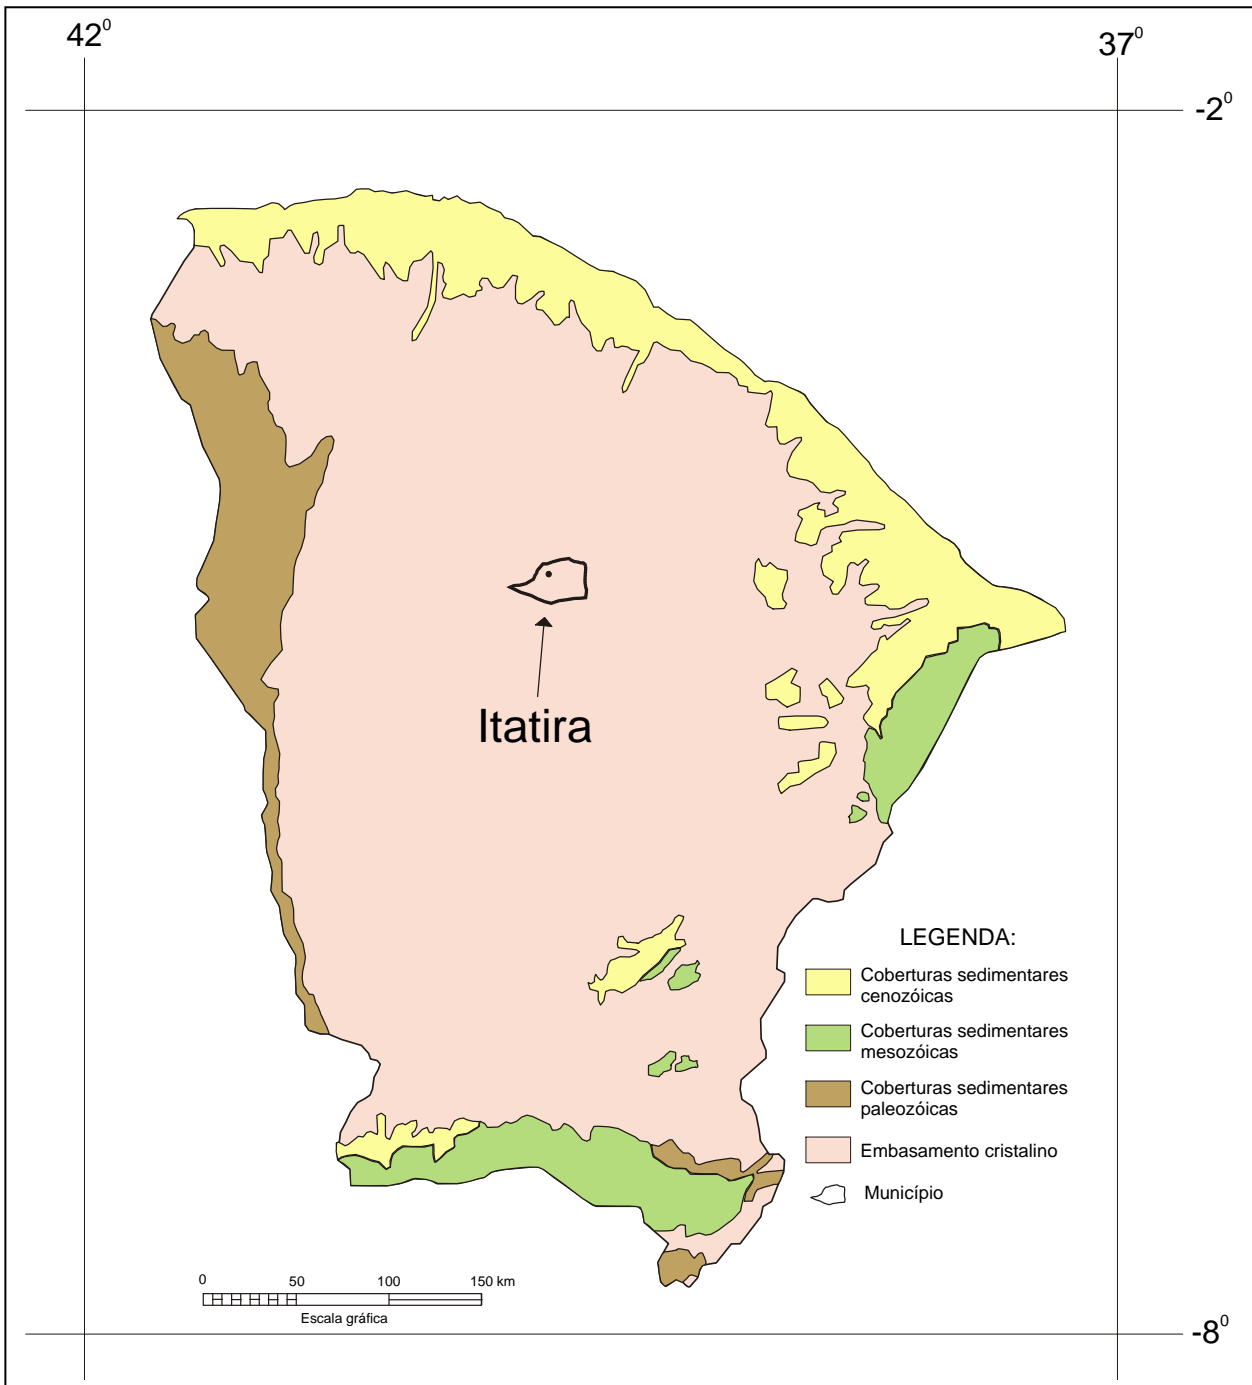 42⁰
37⁰
-2⁰
Itatira
LEGENDA:
Coberturas sedimentares
cenozóicas
Coberturas sedimentares
mesozóicas
Coberturas sedimentares
paleozóicas
Embasamento cristalino
Município
0 50 100 150 km
Escala gráfica
-8⁰